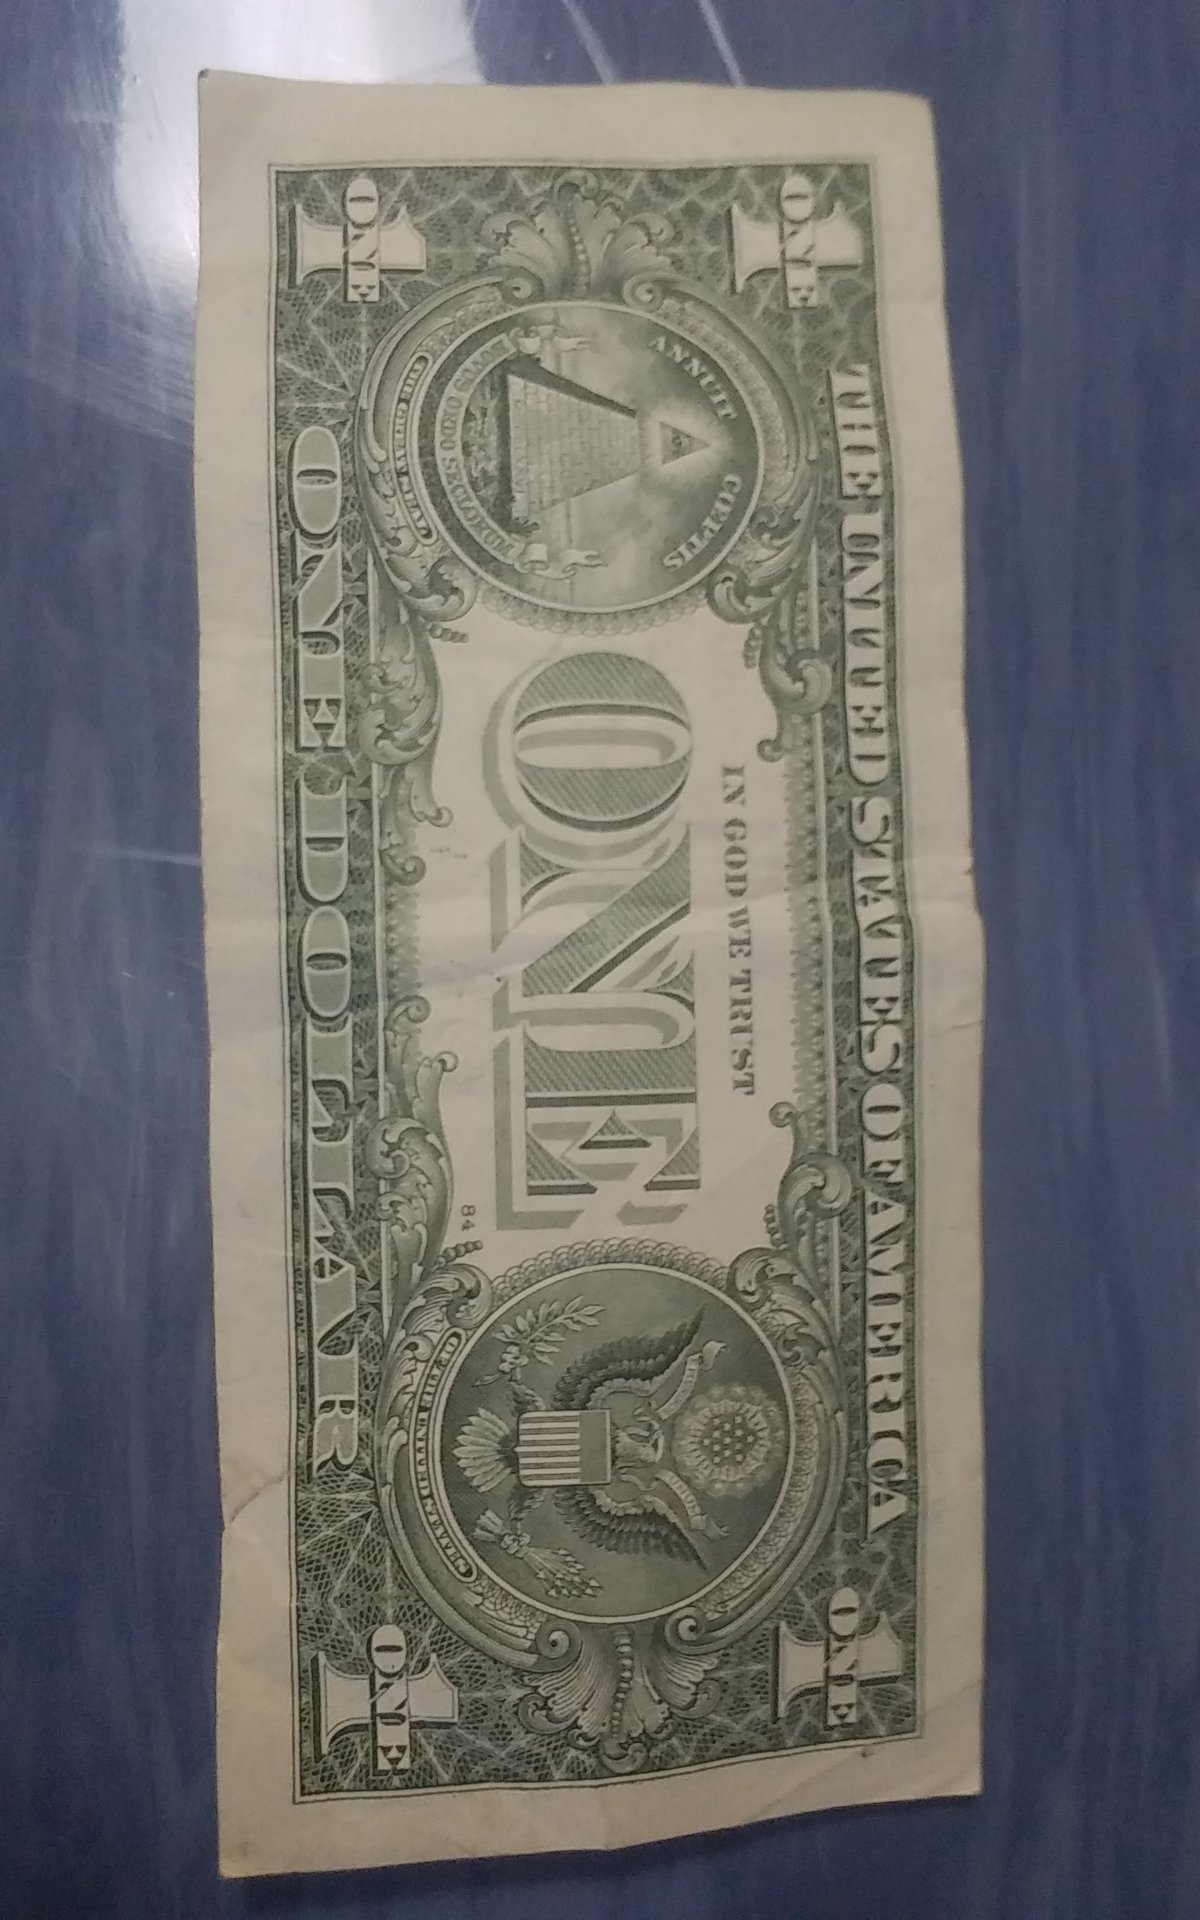 THE UNITED STATES OF AMERICA
ONE
ONE
ANNUIT COEPTIS
IN GOD WE TRUST
ONE
NOVUS ORDO SECLORUM
THE GREAT SEAL
OF THE UNITED STATES
84
ONE
ONE DOLLAR
ONE